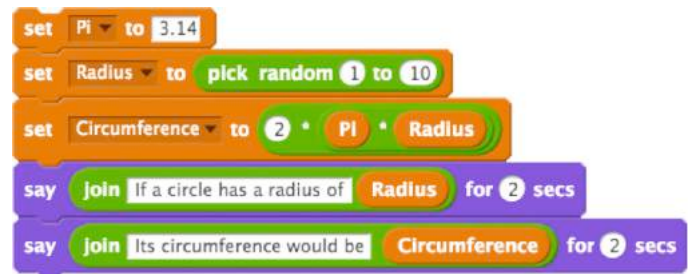 set Pi to 3.14
set Radius to pick random 1 to 10
set Circumference to 2 * Pi * Radius
say join If a circle has a radius of Radius for 2 secs
say join Its circumference would be Circumference for 2 secs